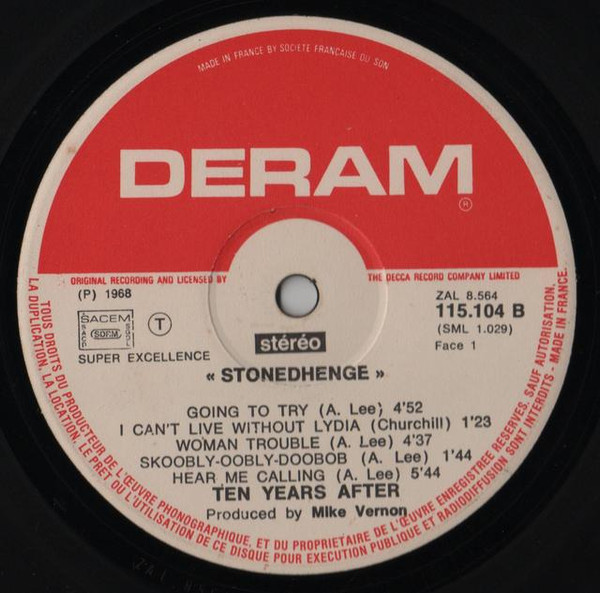 MADE IN FRANCE BY SOCIETE FRANÇAISE DU SON
DERAM
®
ORIGINAL RECORDING AND LICENSED BY THE DECCA RECORD COMPANY LIMITED
(P) 1968
ZAL 8.564
SACEM
SDRM
T
115.104 B
(SML 1.029)
SUPER EXCELLENCE
stéréo
Face 1
« STONEDHENGE »
GOING TO TRY (A. Lee) 4'52
I CAN'T LIVE WITHOUT LYDIA (Churchill) 1'23
WOMAN TROUBLE (A. Lee) 4'37
SKOOBLY-OOBLY-DOOBOB (A. Lee) 1'44
HEAR ME CALLING (A. Lee) 5'44
TEN YEARS AFTER
Produced by Mike Vernon
TOUS DROITS DU PRODUCTEUR DE L'ŒUVRE PHONOGRAPHIQUE, ET DU PROPRIETAIRE DE L'ŒUVRE ENREGISTREE RESERVES. SAUF AUTORISATION,
LA DUPLICATION, LA LOCATION, LE PRET OU L'UTILISATION DE CE DISQUE POUR EXECUTION PUBLIQUE ET RADIODIFFUSION SONT INTERDITS - MADE IN FRANCE.